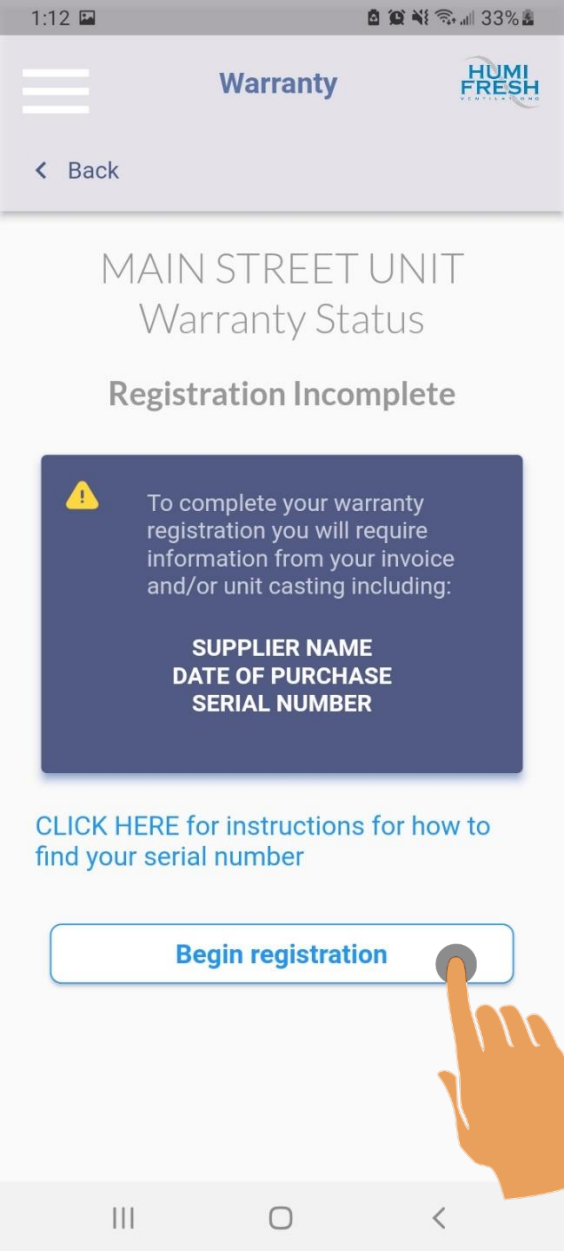 1:12 33%
Warranty
HUMI
FRESH
Back
MAIN STREET UNIT
Warranty Status
Registration Incomplete
To complete your warranty
registration you will require
information from your invoice
and/or unit casting including:
SUPPLIER NAME
DATE OF PURCHASE
SERIAL NUMBER
CLICK HERE for instructions for how to
find your serial number
Begin registration